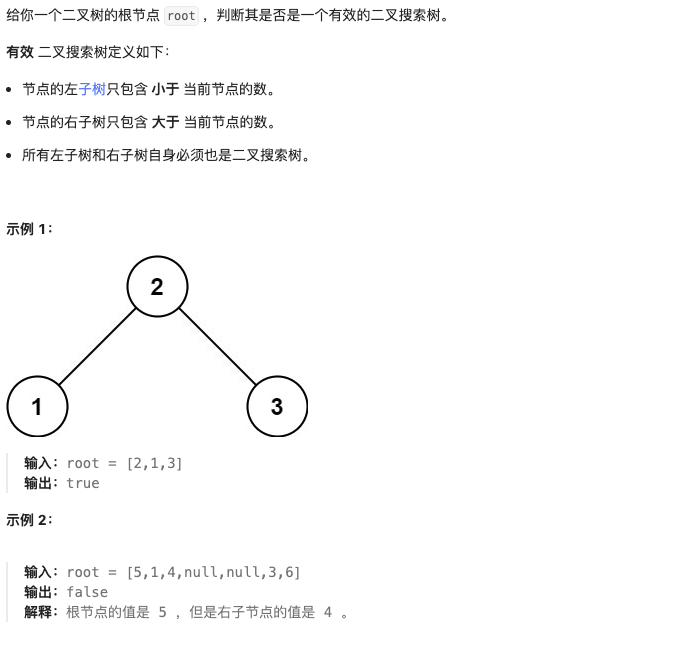 给你一个二叉树的根节点 root ，判断其是否是一个有效的二叉搜索树。
有效 二叉搜索树定义如下：
• 节点的左子树只包含 小于 当前节点的数。
• 节点的右子树只包含 大于 当前节点的数。
• 所有左子树和右子树自身必须也是二叉搜索树。
示例 1：
2
1 3
输入：root = [2,1,3]
输出：true
示例 2：
输入：root = [5,1,4,null,null,3,6]
输出：false
解释：根节点的值是 5 ，但是右子节点的值是 4 。